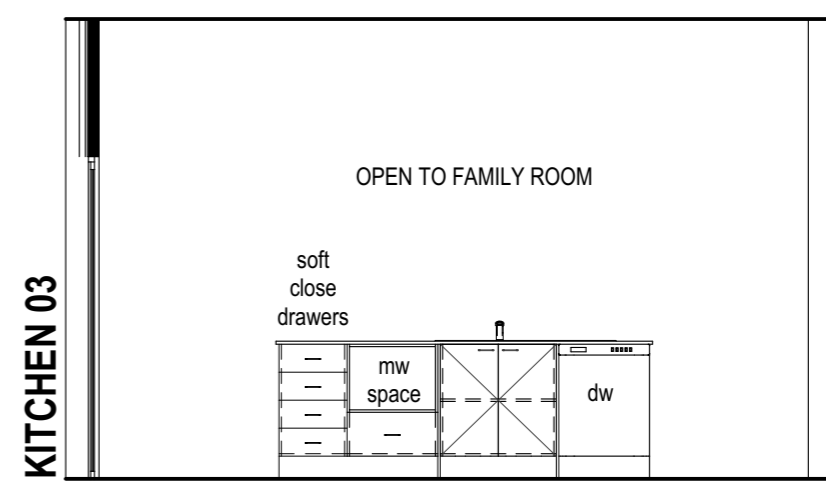 KITCHEN 03
OPEN TO FAMILY ROOM
soft
close
drawers
mw
space
dw